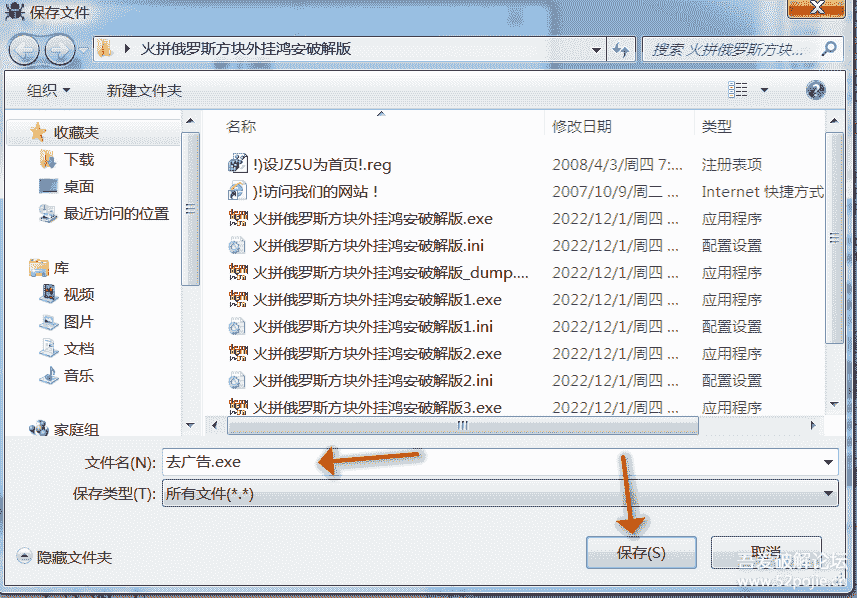 保存文件
火拼俄罗斯方块外挂鸿安破解版
搜索 火拼俄罗斯方块...
组织
新建文件夹
名称 修改日期 类型
收藏夹
下载
桌面
最近访问的位置
库
视频
图片
文档
音乐
家庭组
!)设JZ5U为首页!.reg 2008/4/3/周四 7:... 注册表项
)!访问我们的网站！ 2007/10/9/周二 ... Internet 快捷方式
火拼俄罗斯方块外挂鸿安破解版.exe 2022/12/1/周四 ... 应用程序
火拼俄罗斯方块外挂鸿安破解版.ini 2022/12/1/周四 ... 配置设置
火拼俄罗斯方块外挂鸿安破解版_dump.... 2022/12/1/周四 ... 应用程序
火拼俄罗斯方块外挂鸿安破解版1.exe 2022/12/1/周四 ... 应用程序
火拼俄罗斯方块外挂鸿安破解版1.ini 2022/12/1/周四 ... 配置设置
火拼俄罗斯方块外挂鸿安破解版2.exe 2022/12/1/周四 ... 应用程序
火拼俄罗斯方块外挂鸿安破解版2.ini 2022/12/1/周四 ... 配置设置
火拼俄罗斯方块外挂鸿安破解版3.exe 2022/12/1/周四 ... 应用程序
文件名(N): 去广告.exe
保存类型(T): 所有文件(*.*)
隐藏文件夹
保存(S)
取消
吾爱破解论坛
www.52pojie.cn